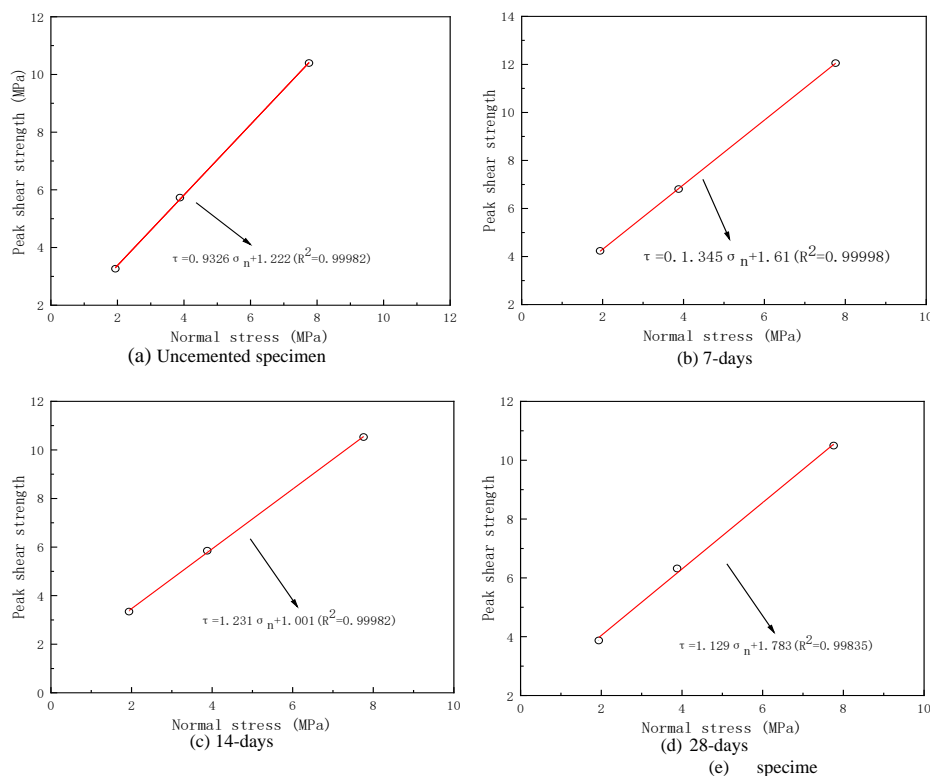 12
10
8
6
4
2
0 2 4 6 8 10 12
Peak shear strength (MPa)
τ=0.9326σn+1.222(R²=0.99982)
Normal stress (MPa)
(a) Uncemented specimen
14
12
10
8
6
4
2
0 2 4 6 8 10
Peak shear strength
τ=0.1.345σn+1.61(R²=0.99998)
Normal stress (MPa)
(b) 7-days
12
10
8
6
4
2
0
0 2 4 6 8 10
Peak shear strength
τ=1.231σn+1.001(R²=0.99982)
Normal stress (MPa)
(c) 14-days
12
10
8
6
4
2
0 2 4 6 8 10
Peak shear strength
τ=1.129σn+1.783(R²=0.99835)
Normal stress (MPa)
(d) 28-days
(e) specime